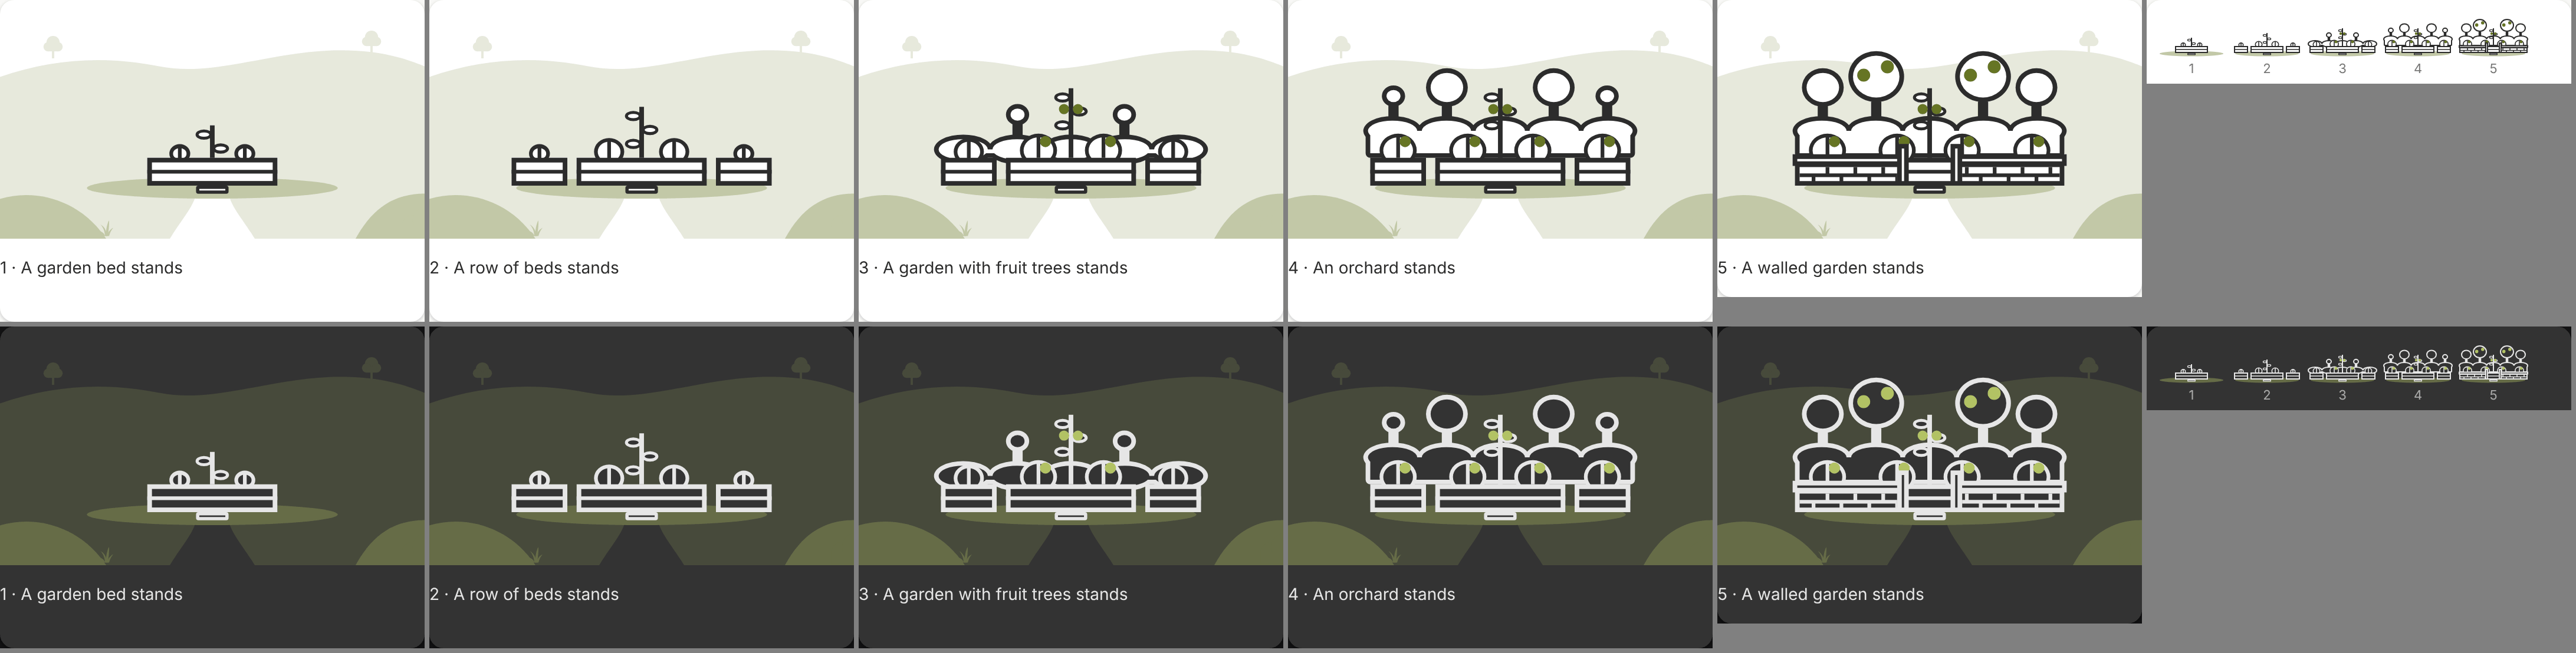 1 2 3 4 5
1 · A garden bed stands
2 · A row of beds stands
3 · A garden with fruit trees stands
4 · An orchard stands
5 · A walled garden stands
1 2 3 4 5
1 · A garden bed stands
2 · A row of beds stands
3 · A garden with fruit trees stands
4 · An orchard stands
5 · A walled garden stands